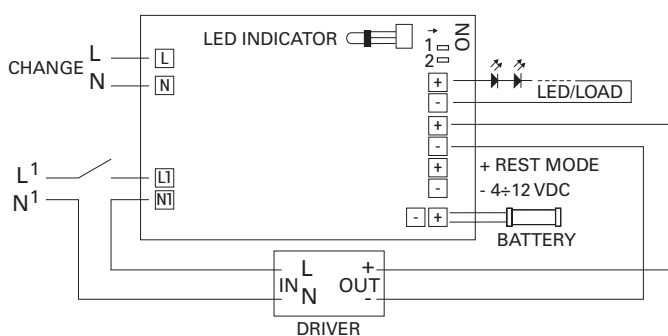 LED INDICATOR
→
1
2
ON
CHANGE
L
N
L
N
+
-
LED/LOAD
+
-
+ REST MODE
+
- 4÷12 VDC
-
L1
N1
L1
N1
- +
BATTERY
IN
L
N
OUT
+
-
DRIVER